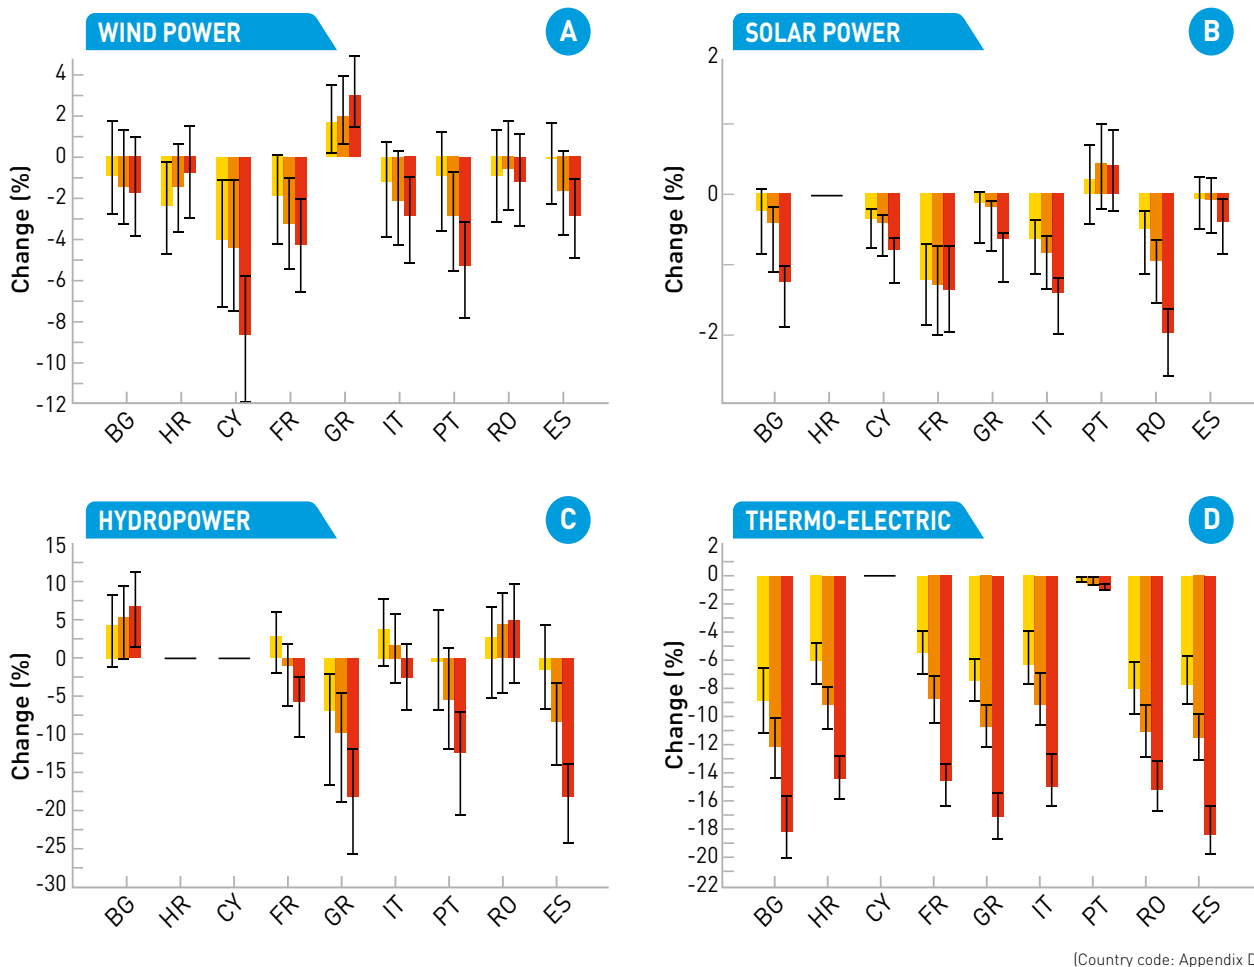 WIND POWER
A
4
2
0
-2
-4
-6
-8
-10
-12
Change (%)
BG HR CY FR GR IT PT RO ES
SOLAR POWER
B
2
1
0
-2
Change (%)
BG HR CY FR GR IT PT RO ES
HYDROPOWER
C
15
10
5
0
-5
-10
-15
-20
-25
-30
Change (%)
BG HR CY FR GR IT PT RO ES
THERMO-ELECTRIC
D
2
0
-2
-4
-6
-8
-10
-12
-14
-16
-18
-20
-22
Change (%)
BG HR CY FR GR IT PT RO ES
(Country code: Appendix D